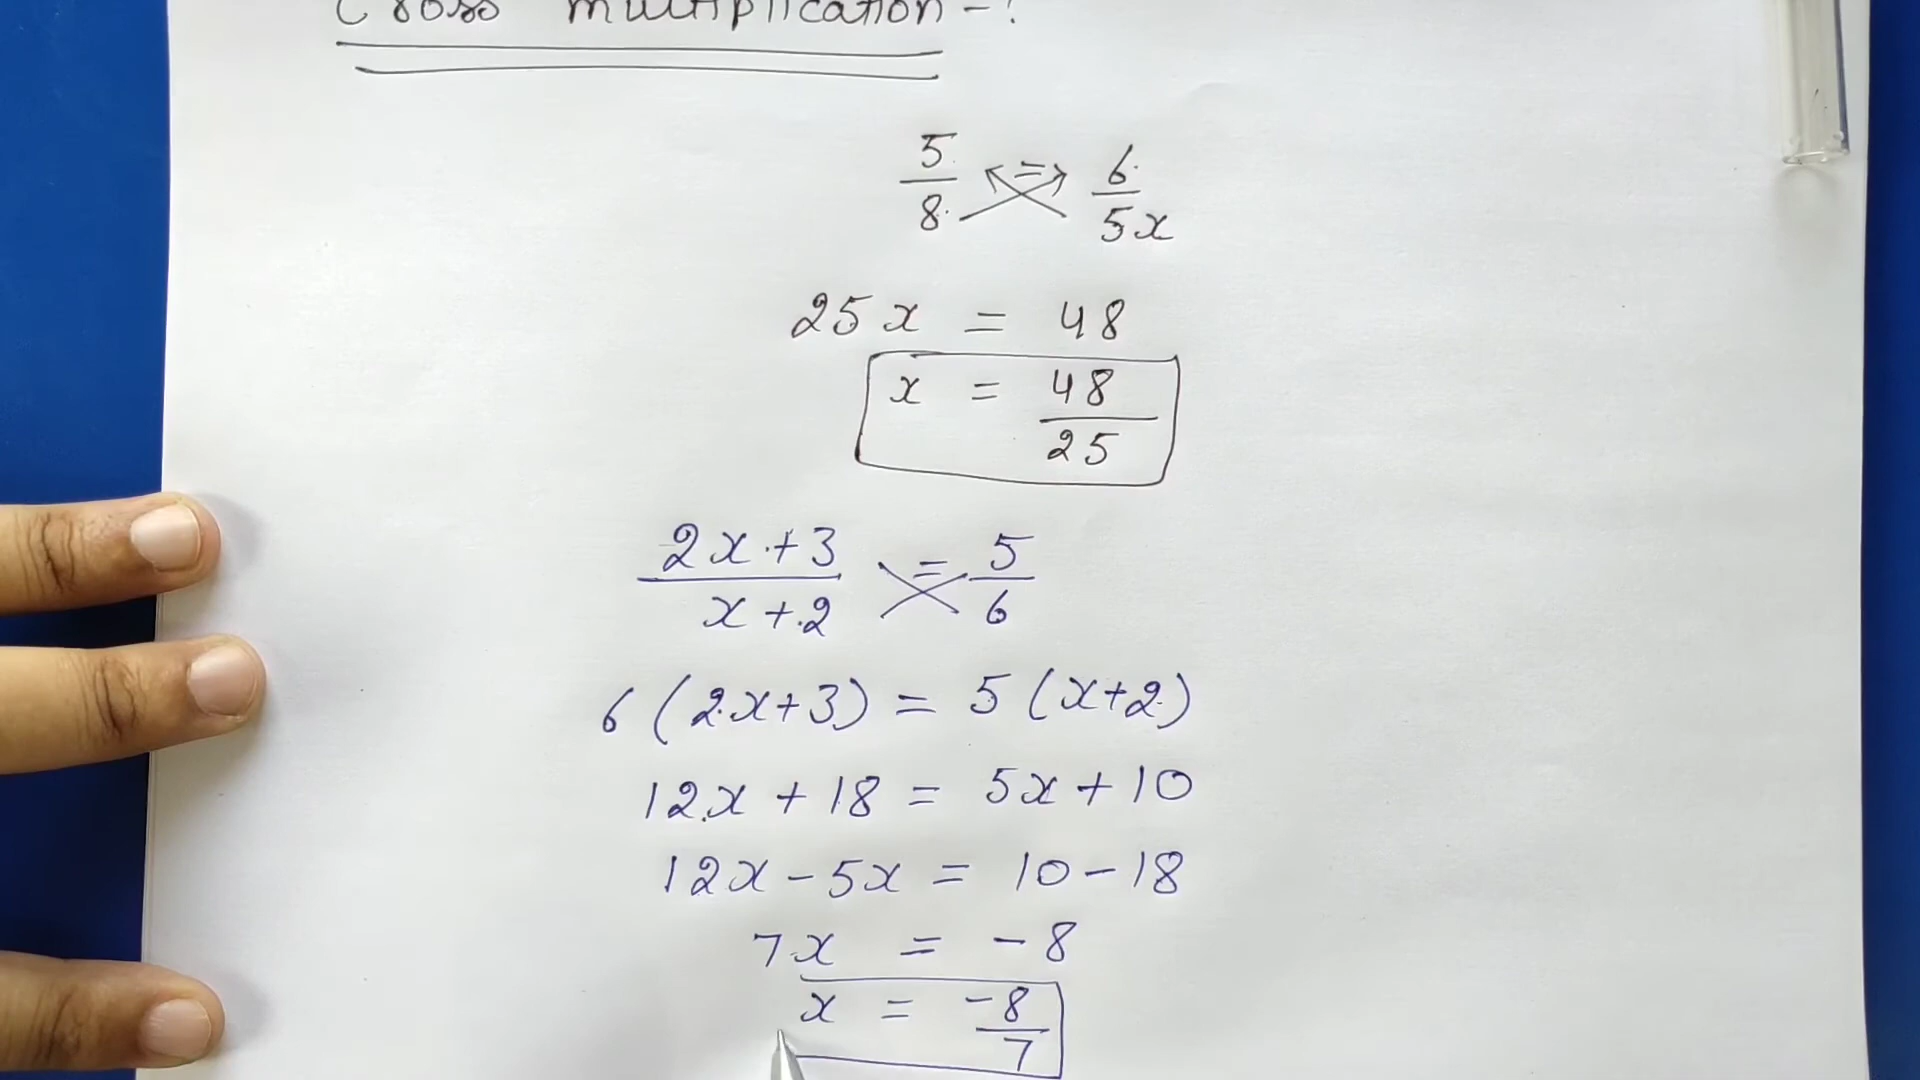 Cross multiplication - :
5/8 = 6/5x
25x = 48
x = 48/25
2x+3/x+2 = 5/6
6(2x+3) = 5(x+2)
12x+18 = 5x+10
12x-5x = 10-18
7x = -8
x = -8/7